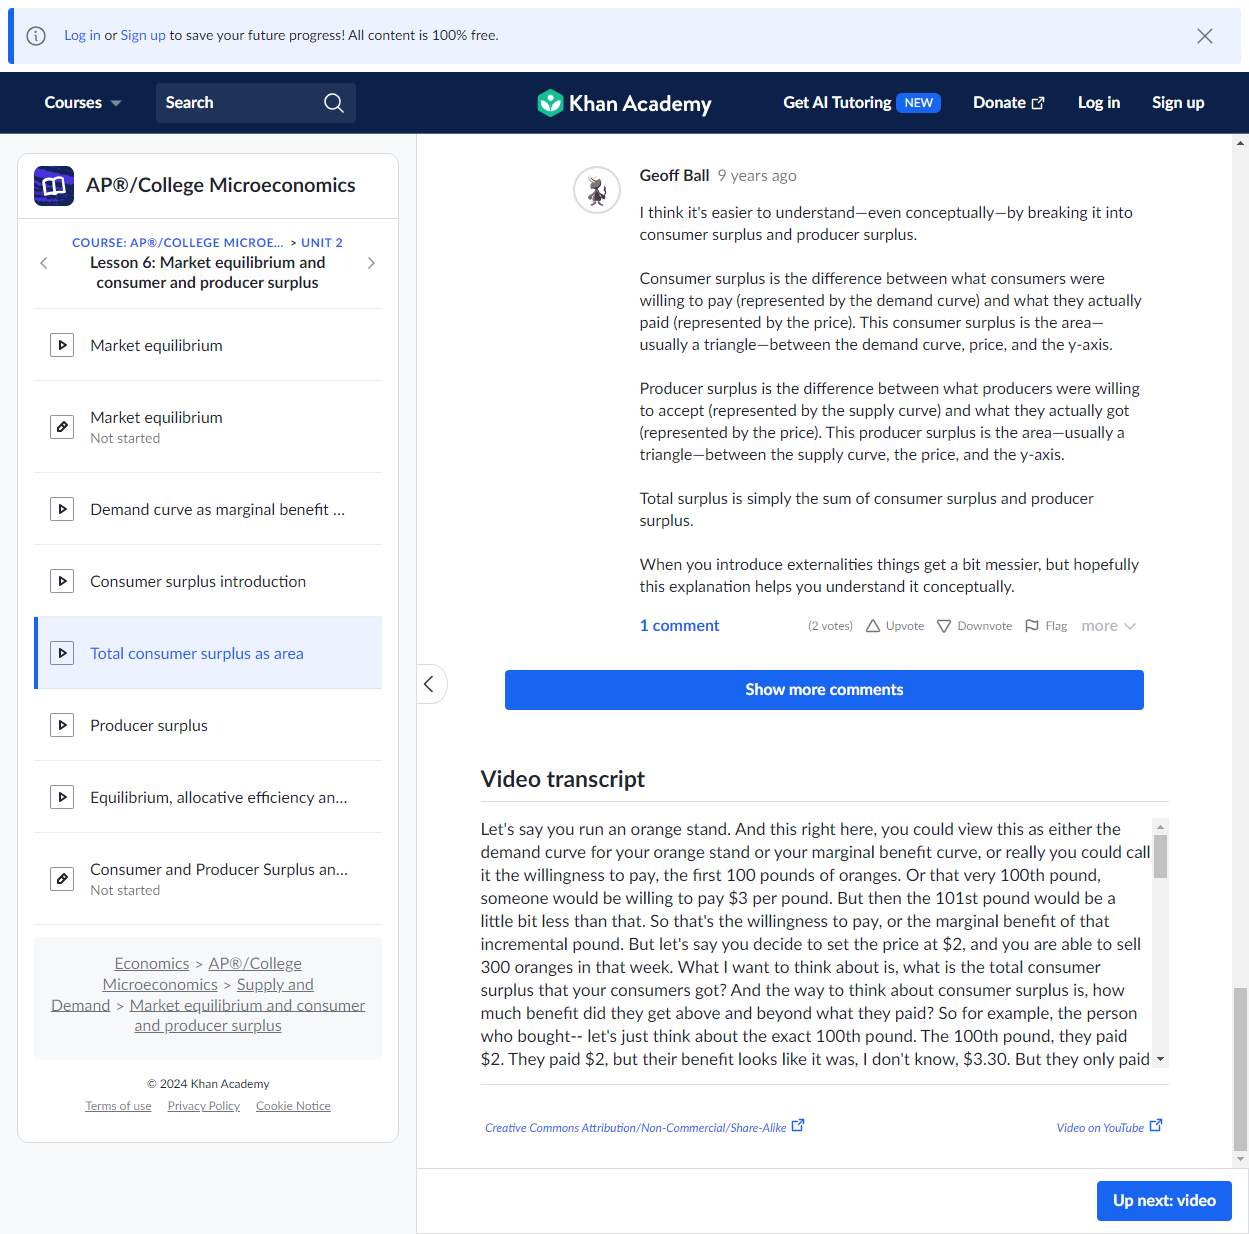 Log in or Sign up to save your future progress! All content is 100% free.
Courses
Search
Khan Academy
Get AI Tutoring NEW
Donate
Log in
Sign up
AP®/College Microeconomics
COURSE: AP®/COLLEGE MICROE... > UNIT 2
Lesson 6: Market equilibrium and
consumer and producer surplus
Market equilibrium
Market equilibrium
Not started
Demand curve as marginal benefit ...
Consumer surplus introduction
Total consumer surplus as area
Producer surplus
Equilibrium, allocative efficiency an...
Consumer and Producer Surplus an...
Not started
Economics > AP®/College
Microeconomics > Supply and
Demand > Market equilibrium and consumer
and producer surplus
© 2024 Khan Academy
Terms of use Privacy Policy Cookie Notice
Geoff Ball 9 years ago
I think it's easier to understand—even conceptually—by breaking it into
consumer surplus and producer surplus.
Consumer surplus is the difference between what consumers were
willing to pay (represented by the demand curve) and what they actually
paid (represented by the price). This consumer surplus is the area—
usually a triangle—between the demand curve, price, and the y-axis.
Producer surplus is the difference between what producers were willing
to accept (represented by the supply curve) and what they actually got
(represented by the price). This producer surplus is the area—usually a
triangle—between the supply curve, the price, and the y-axis.
Total surplus is simply the sum of consumer surplus and producer
surplus.
When you introduce externalities things get a bit messier, but hopefully
this explanation helps you understand it conceptually.
1 comment (2 votes) Upvote Downvote Flag more
Show more comments
Video transcript
Let's say you run an orange stand. And this right here, you could view this as either the
demand curve for your orange stand or your marginal benefit curve, or really you could call
it the willingness to pay, the first 100 pounds of oranges. Or that very 100th pound,
someone would be willing to pay $3 per pound. But then the 101st pound would be a
little bit less than that. So that's the willingness to pay, or the marginal benefit of that
incremental pound. But let's say you decide to set the price at $2, and you are able to sell
300 oranges in that week. What I want to think about is, what is the total consumer
surplus that your consumers got? And the way to think about consumer surplus is, how
much benefit did they get above and beyond what they paid? So for example, the person
who bought-- let's just think about the exact 100th pound. The 100th pound, they paid
$2. They paid $2, but their benefit looks like it was, I don't know, $3.30. But they only paid
Creative Commons Attribution/Non-Commercial/Share-Alike
Video on YouTube
Up next: video